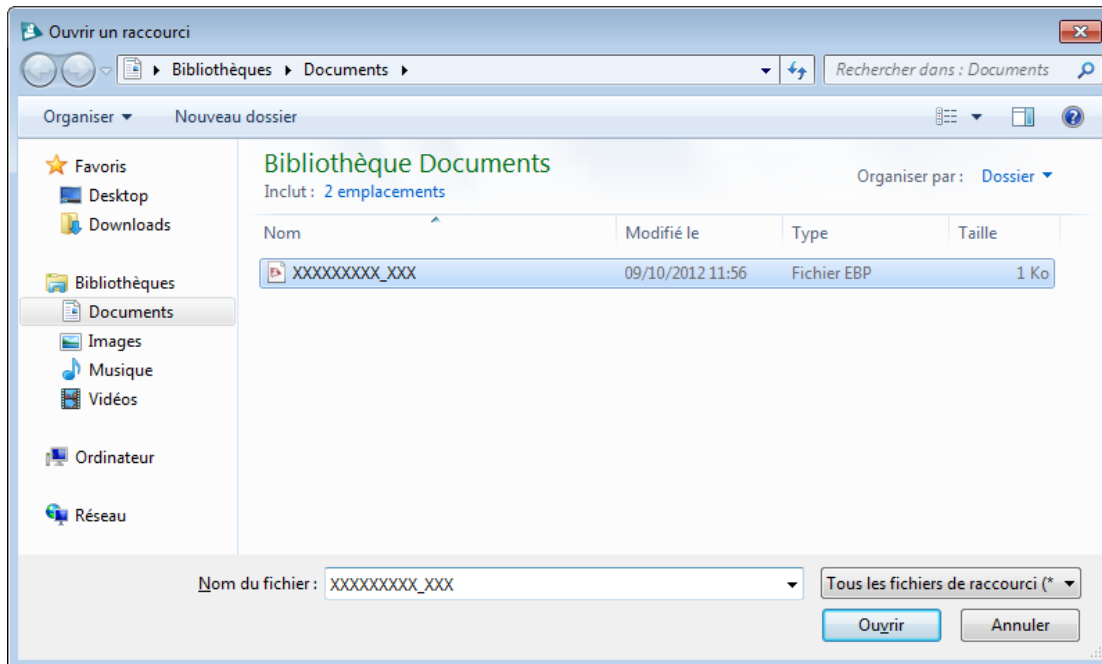 Ouvrir un raccourci
Bibliothèques Documents
Rechercher dans : Documents
Organiser Nouveau dossier
Favoris
Desktop
Downloads
Bibliothèques
Documents
Images
Musique
Vidéos
Ordinateur
Réseau
Bibliothèque Documents
Inclut : 2 emplacements
Organiser par : Dossier
Nom Modifié le Type Taille
XXXXXXXXX_XXX 09/10/2012 11:56 Fichier EBP 1 Ko
Nom du fichier : XXXXXXXXX_XXX
Tous les fichiers de raccourci (*
Ouvrir Annuler